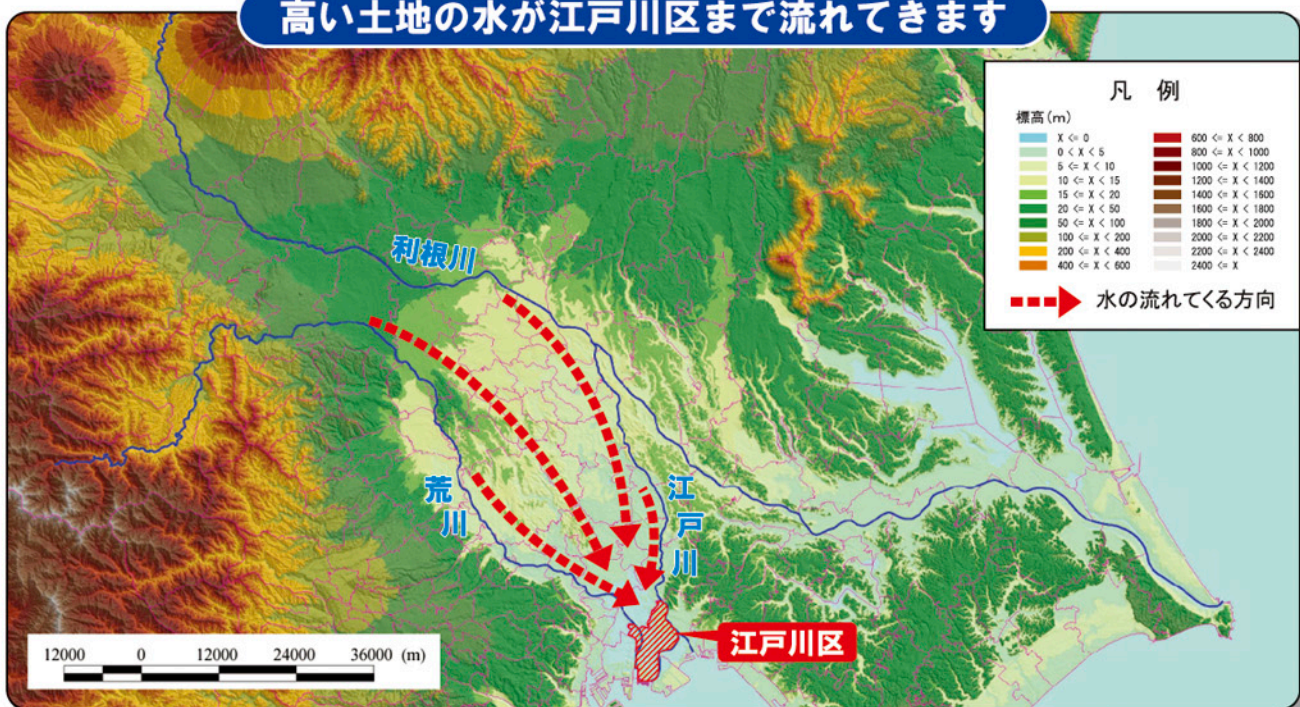 高い土地の水が江戸川区まで流れてきます
凡 例
標高(m)
X <= 0
0 < X < 5
5 <= X < 10
10 <= X < 15
15 <= X < 20
20 <= X < 50
50 <= X < 100
100 <= X < 200
200 <= X < 400
400 <= X < 600
600 <= X < 800
800 <= X < 1000
1000 <= X < 1200
1200 <= X < 1400
1400 <= X < 1600
1600 <= X < 1800
1800 <= X < 2000
2000 <= X < 2200
2200 <= X < 2400
2400 <= X
水の流れてくる方向
利根川
荒川
江戸川
江戸川区
12000 0 12000 24000 36000 (m)